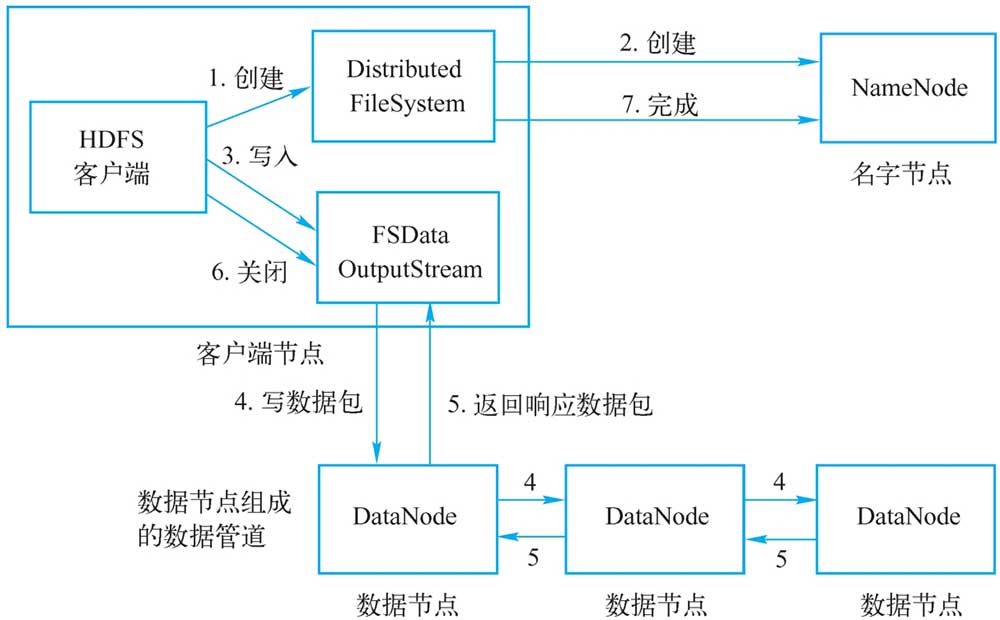 Distributed
FileSystem
1. 创建
2. 创建
7. 完成
NameNode
名字节点
HDFS
客户端
3. 写入
6. 关闭
FSData
OutputStream
客户端节点
4. 写数据包
5. 返回响应数据包
数据节点组成
的数据管道
DataNode
4
5
DataNode
4
5
DataNode
数据节点
数据节点
数据节点